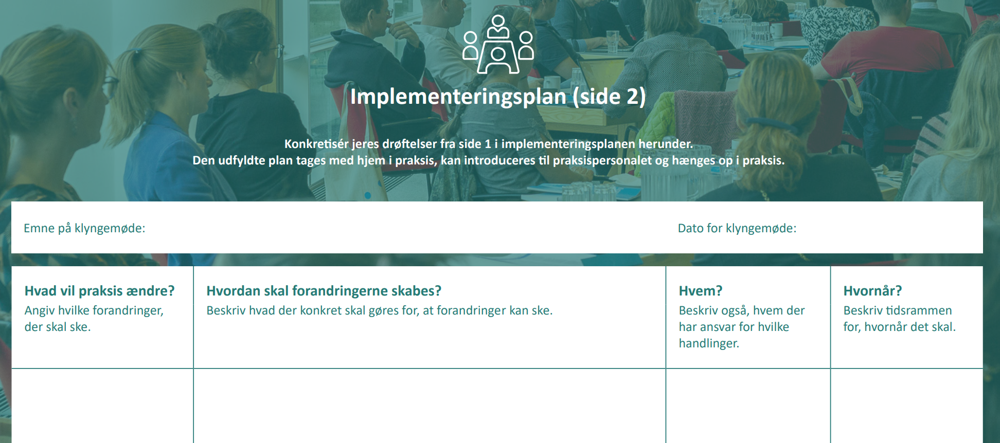 Implementeringsplan (side 2)
Konkretisér jeres drøftelser fra side 1 i implementeringsplanen herunder.
Den udfyldte plan tages med hjem i praksis, kan introduceres til praksispersonalet og hænges op i praksis.
Emne på klyngemøde:
Dato for klyngemøde:
Hvad vil praksis ændre?
Angiv hvilke forandringer,
der skal ske.
Hvordan skal forandringerne skabes?
Beskriv hvad der konkret skal gøres for, at forandringer kan ske.
Hvem?
Beskriv også, hvem der
har ansvar for hvilke
handlinger.
Hvornår?
Beskriv tidsrammen
for, hvornår det skal.